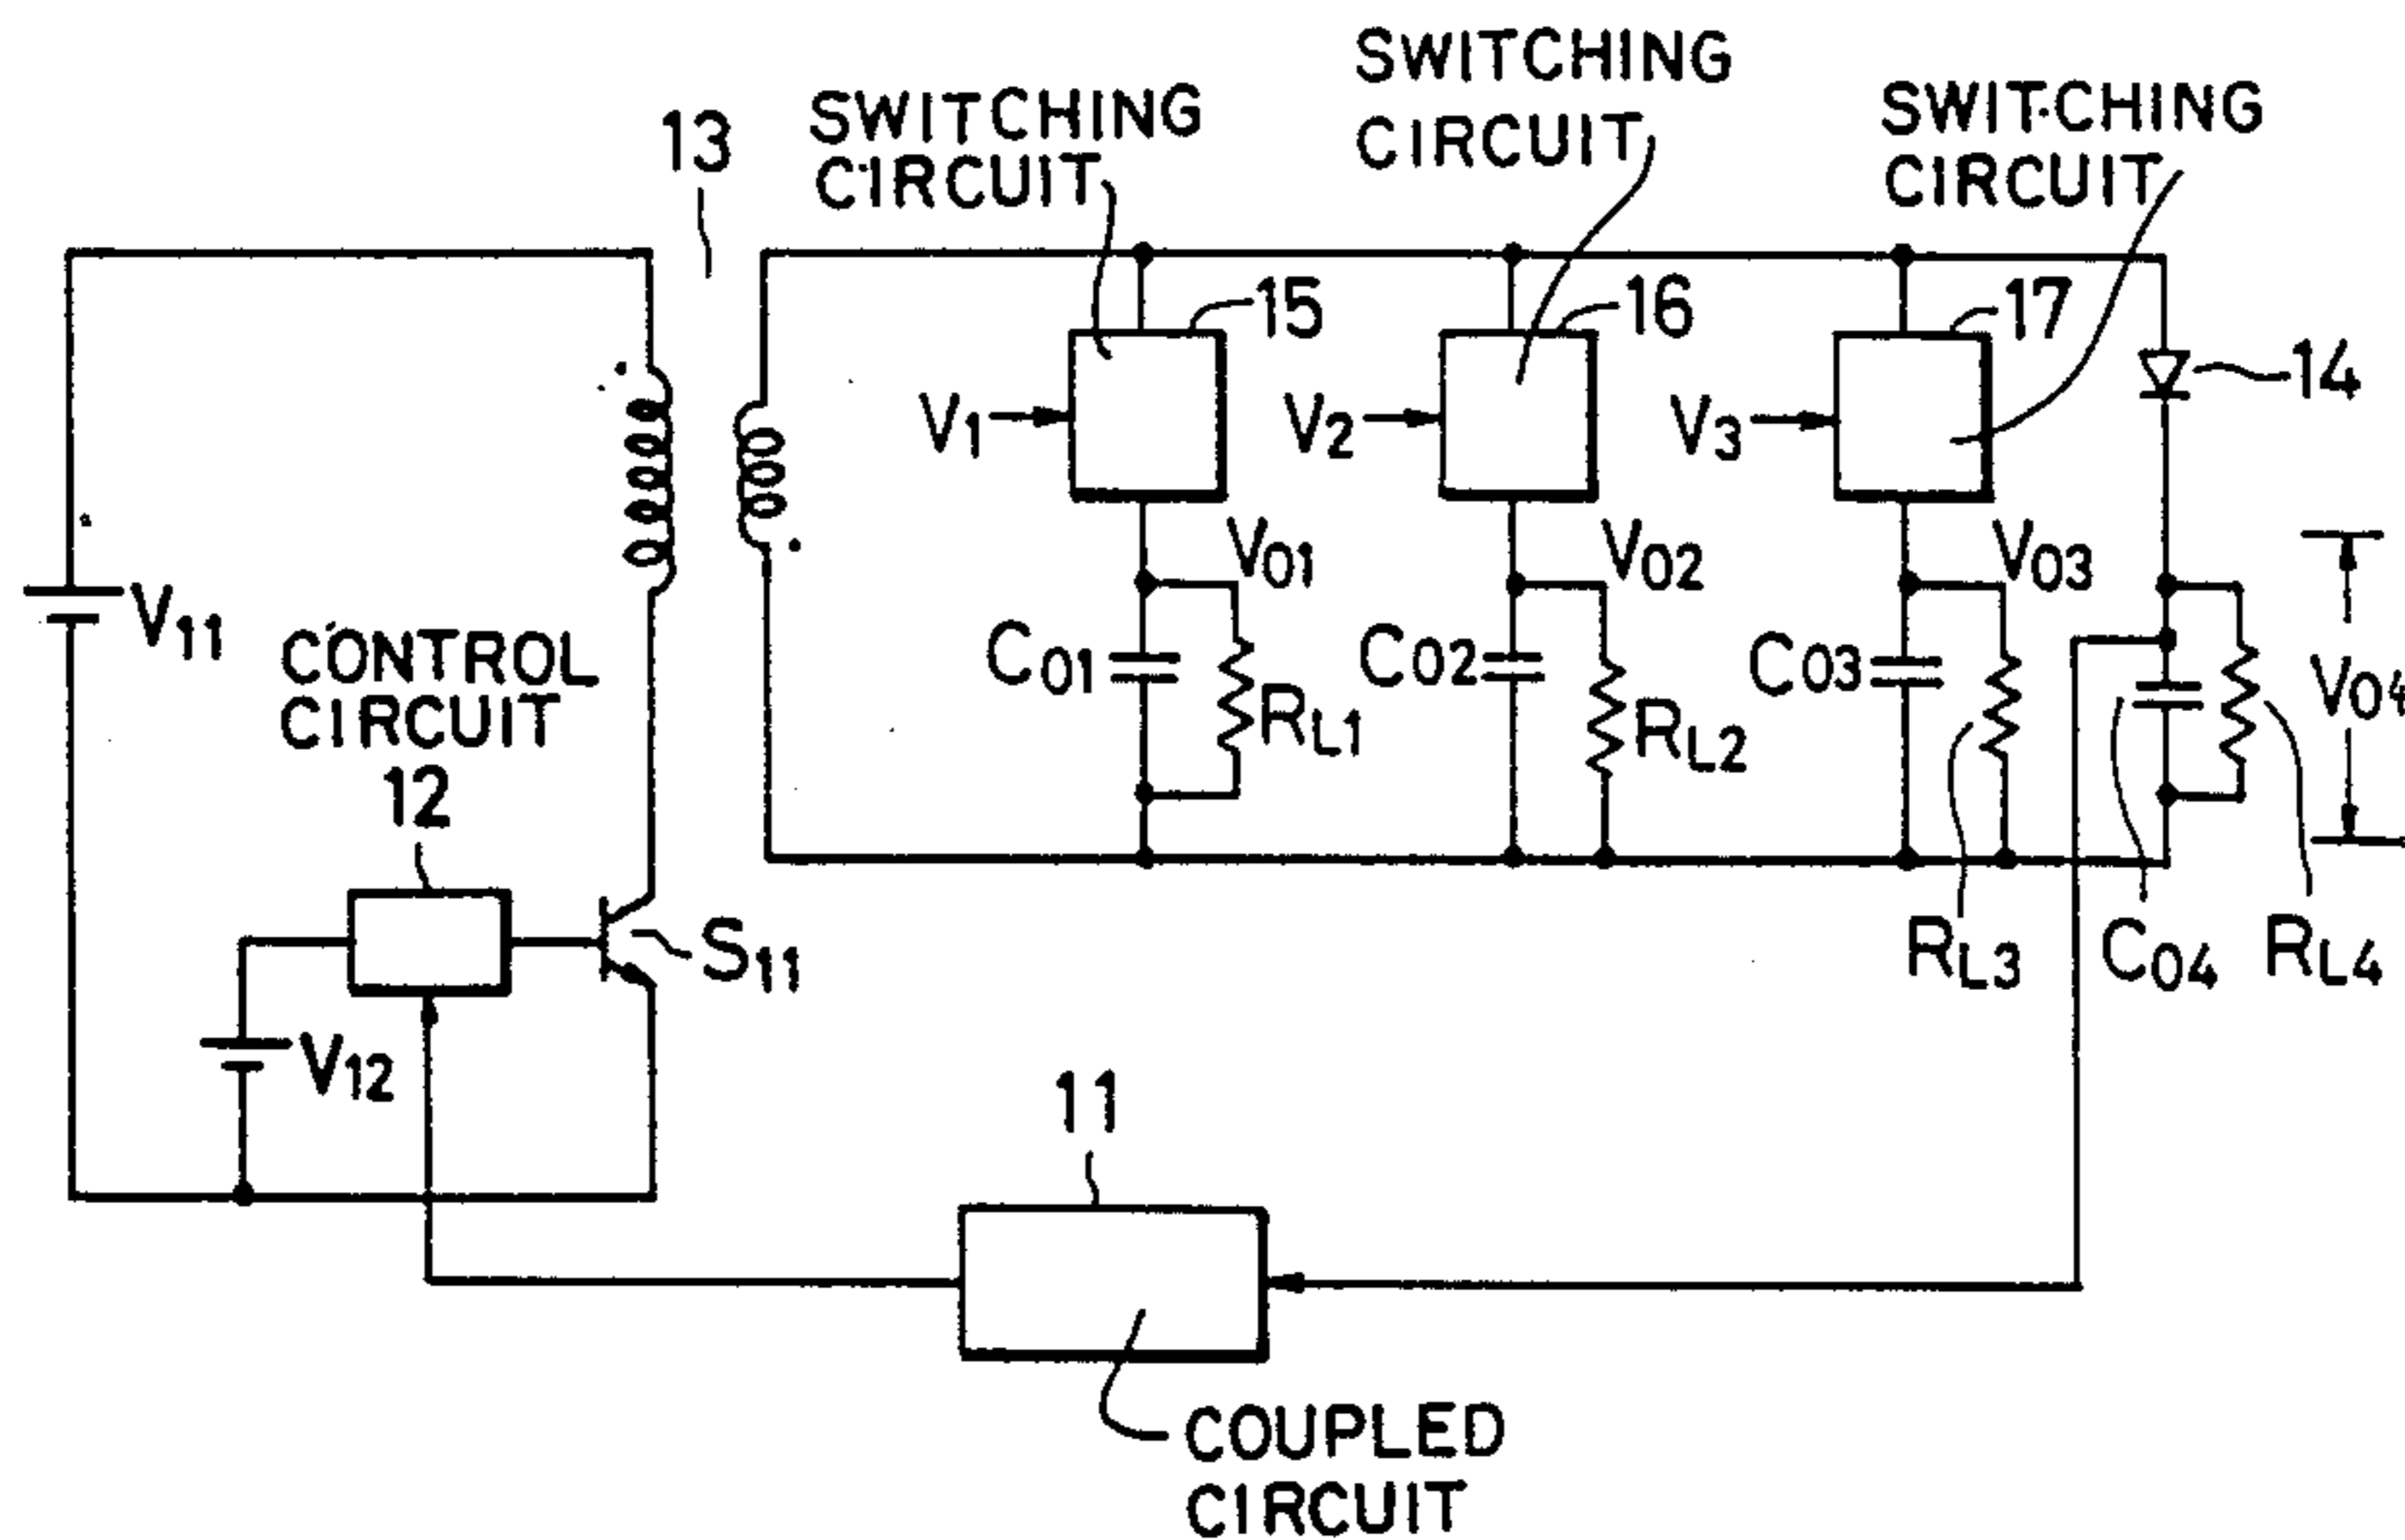 SWITCHING
CIRCUIT
SWITCHING
CIRCUIT
SWITCHING
CIRCUIT
13
15
16
17
14
V1
V2
V3
V01
V02
V03
V04
V11
C01
RL1
C02
RL2
C03
RL3
C04
RL4
CONTROL
CIRCUIT
12
S11
V12
11
COUPLED
CIRCUIT